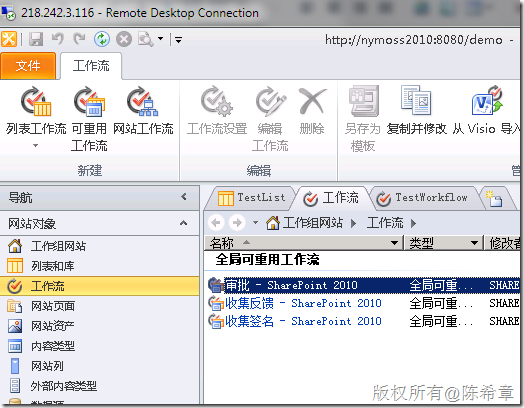 218.242.3.116 - Remote Desktop Connection
http://nymoss2010:8080/demo -
文件 工作流
列表工作流 可重用工作流 网站工作流 工作流设置 编辑工作流 删除 另存为模板 复制并修改 从 Visio 导入
新建 编辑
导航
网站对象
工作组网站
列表和库
工作流
网站页面
网站资产
内容类型
网站列
外部内容类型
数据源
TestList 工作流 TestWorkflow
工作组网站 工作流
名称 类型 修改者
全局可重用工作流
审批 - SharePoint 2010 全局可重... SHARE
收集反馈 - SharePoint 2010 全局可重... SHARE
收集签名 - SharePoint 2010 全局可重... SHARE
版权所有@陈希章